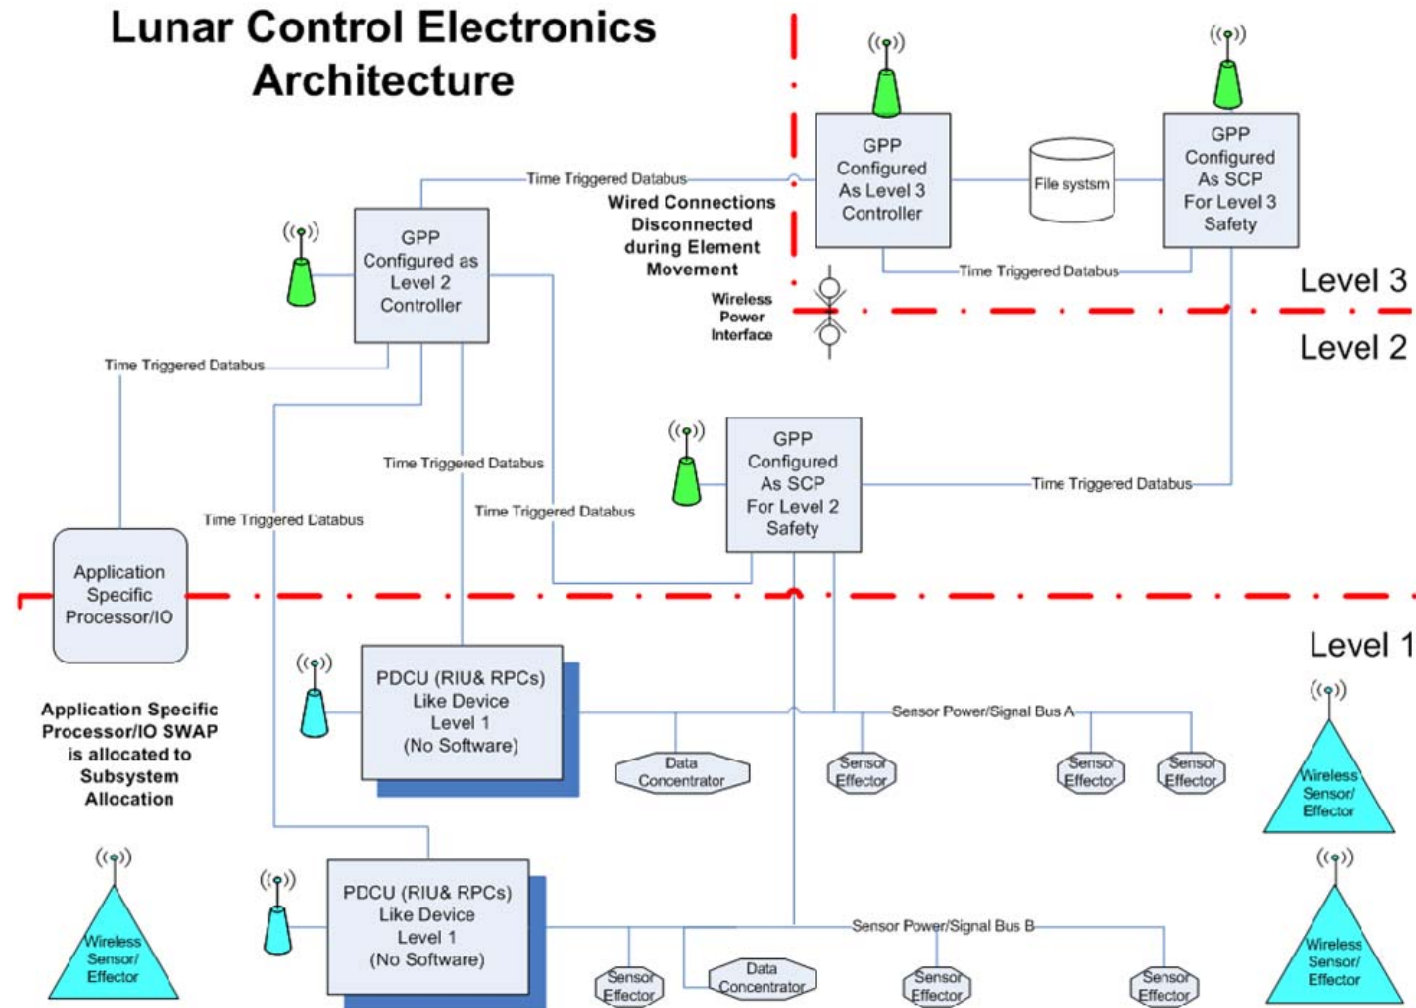 Lunar Control Electronics
Architecture
GPP
Configured
As Level 3
Controller
File systsm
GPP
Configured
As SCP
For Level 3
Safety
Time Triggered Databus
Wired Connections
Disconnected
during Element
Movement
Time Triggered Databus
Level 3
GPP
Configured as
Level 2
Controller
Wireless
Power
Interface
Level 2
Time Triggered Databus
GPP
Configured
As SCP
For Level 2
Safety
Time Triggered Databus
Time Triggered Databus
Time Triggered Databus
Time Triggered Databus
Application
Specific
Processor/IO
Level 1
PDCU (RIU& RPCs)
Like Device
Level 1
(No Software)
Sensor Power/Signal Bus A
Application Specific
Processor/IO SWAP
is allocated to
Subsystem
Allocation
Data
Concentrator
Sensor
Effector
Sensor
Effector
Sensor
Effector
Wireless
Sensor/
Effector
PDCU (RIU& RPCs)
Like Device
Level 1
(No Software)
Sensor Power/Signal Bus B
Wireless
Sensor/
Effector
Sensor
Effector
Data
Concentrator
Sensor
Effector
Sensor
Effector
Wireless
Sensor/
Effector